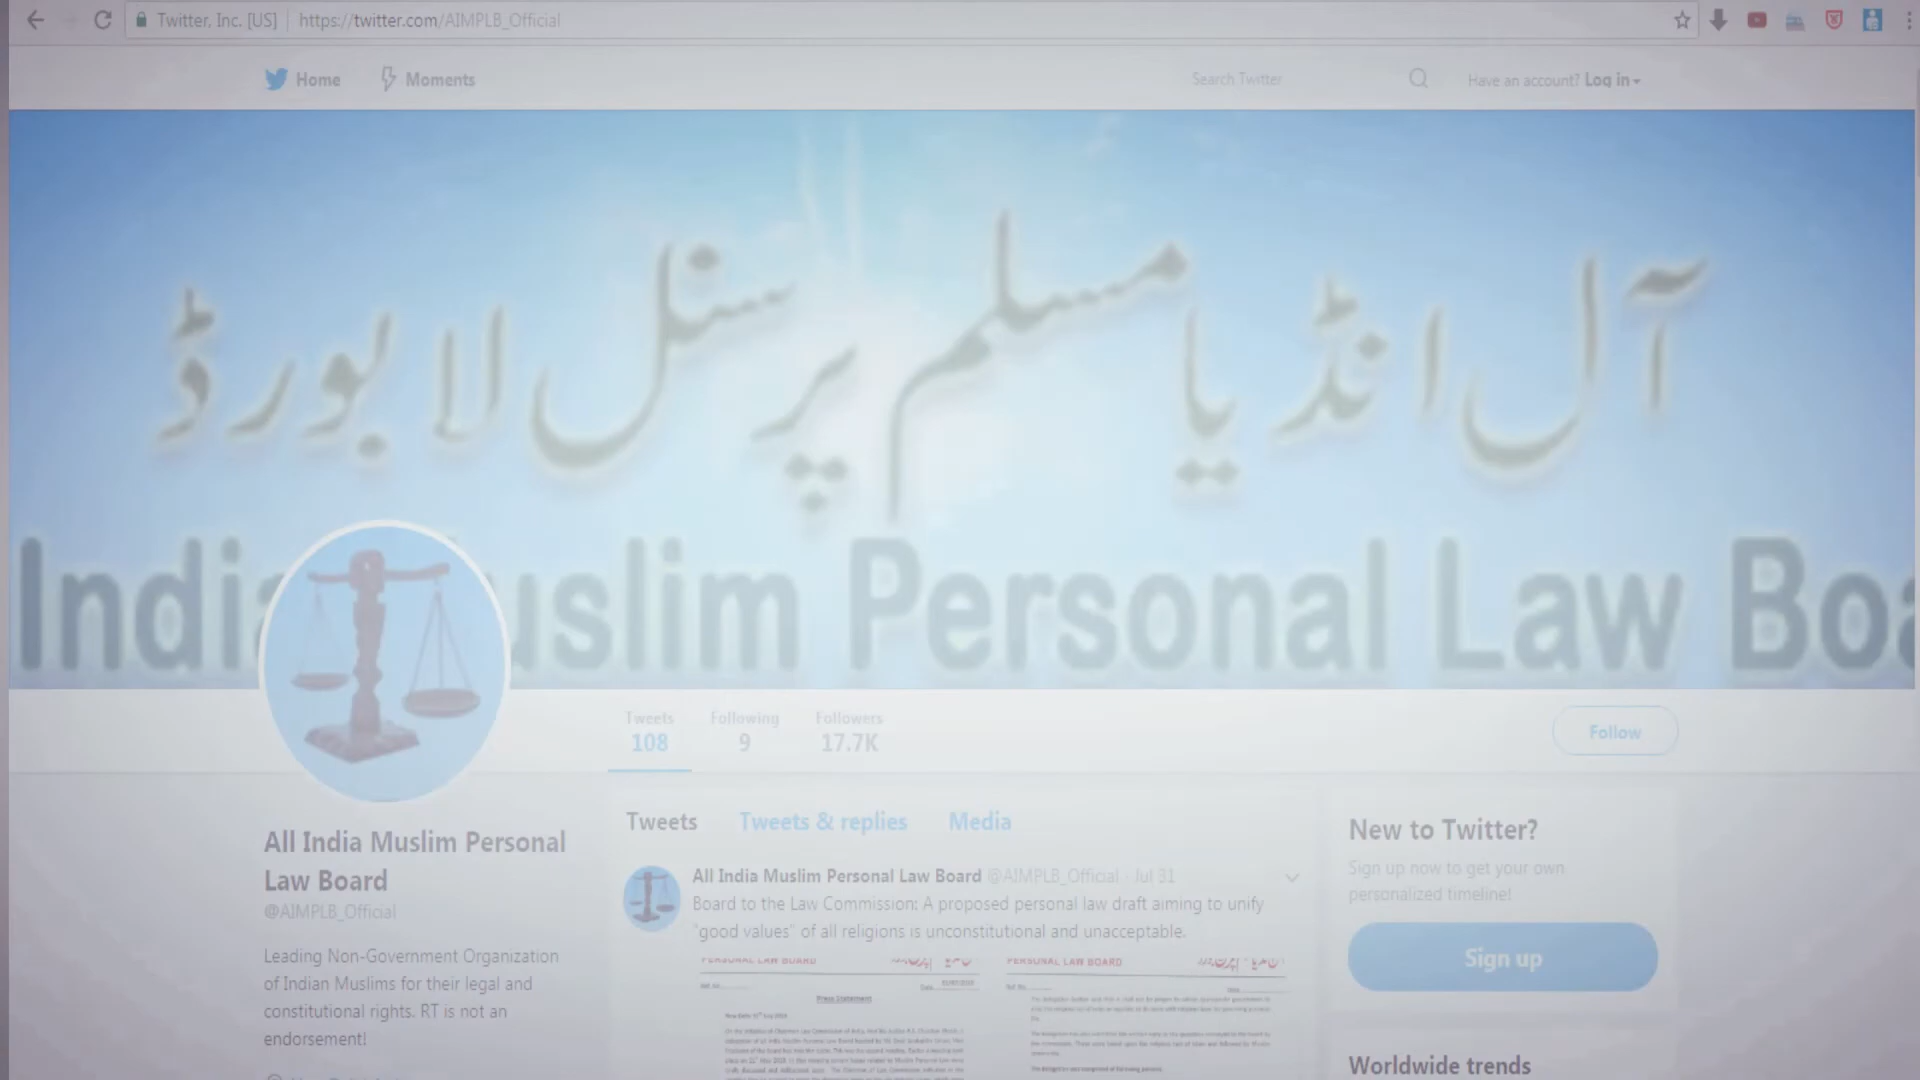 Twitter, Inc. [US] https://twitter.com/AIMPLB_Official
Home Moments Search Twitter Have an account? Log in
آل انڈیا مسلم پرسنل لا بورڈ
India Muslim Personal Law Boa
Tweets Following Followers
108 9 17.7K
Follow
All India Muslim Personal
Law Board
@AIMPLB_Official
Leading Non-Government Organization
of Indian Muslims for their legal and
constitutional rights. RT is not an
endorsement!
Tweets Tweets & replies Media
All India Muslim Personal Law Board @AIMPLB_Official · Jul 31
Board to the Law Commission: A proposed personal law draft aiming to unify
"good values" of all religions is unconstitutional and unacceptable.
PERSONAL LAW BOARD
Press Statement
PERSONAL LAW BOARD
New to Twitter?
Sign up now to get your own
personalized timeline!
Sign up
Worldwide trends